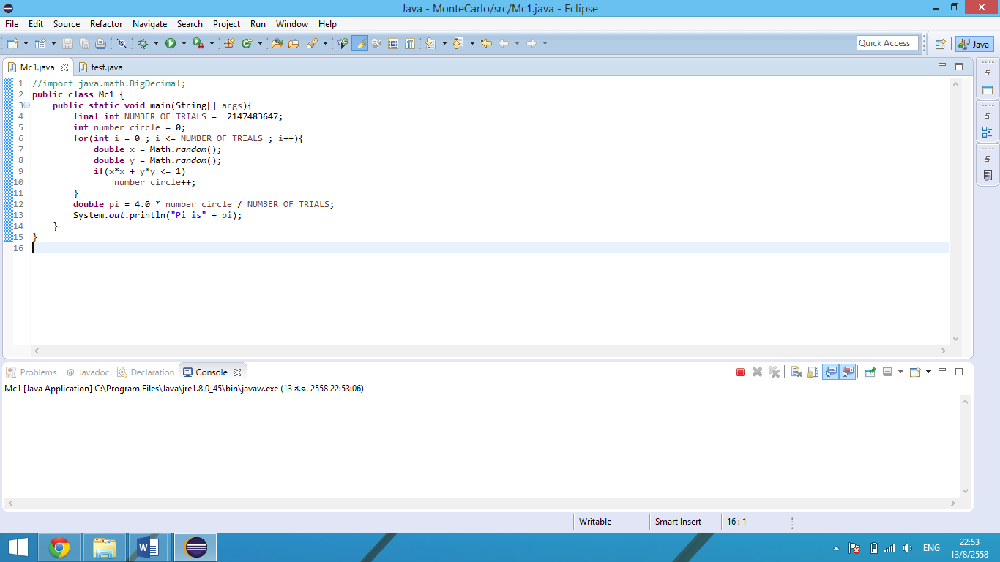 Java - MonteCarlo/src/Mc1.java - Eclipse
File Edit Source Refactor Navigate Search Project Run Window Help
Quick Access Java
Mc1.java test.java
1 //import java.math.BigDecimal;
2 public class Mc1 {
3 public static void main(String[] args){
4 final int NUMBER_OF_TRIALS =  2147483647;
5 int number_circle = 0;
6 for(int i = 0 ; i <= NUMBER_OF_TRIALS ; i++){
7 double x = Math.random();
8 double y = Math.random();
9 if(x*x + y*y <= 1)
10 number_circle++;
11 }
12 double pi = 4.0 * number_circle / NUMBER_OF_TRIALS;
13 System.out.println("Pi is" + pi);
14 }
15 }
16
Problems @ Javadoc Declaration Console
Mc1 [Java Application] C:\Program Files\Java\jre1.8.0_45\bin\javaw.exe (13 ส.ค. 2558 22:53:06)
Writable Smart Insert 16 : 1
ENG 22:53
13/8/2558